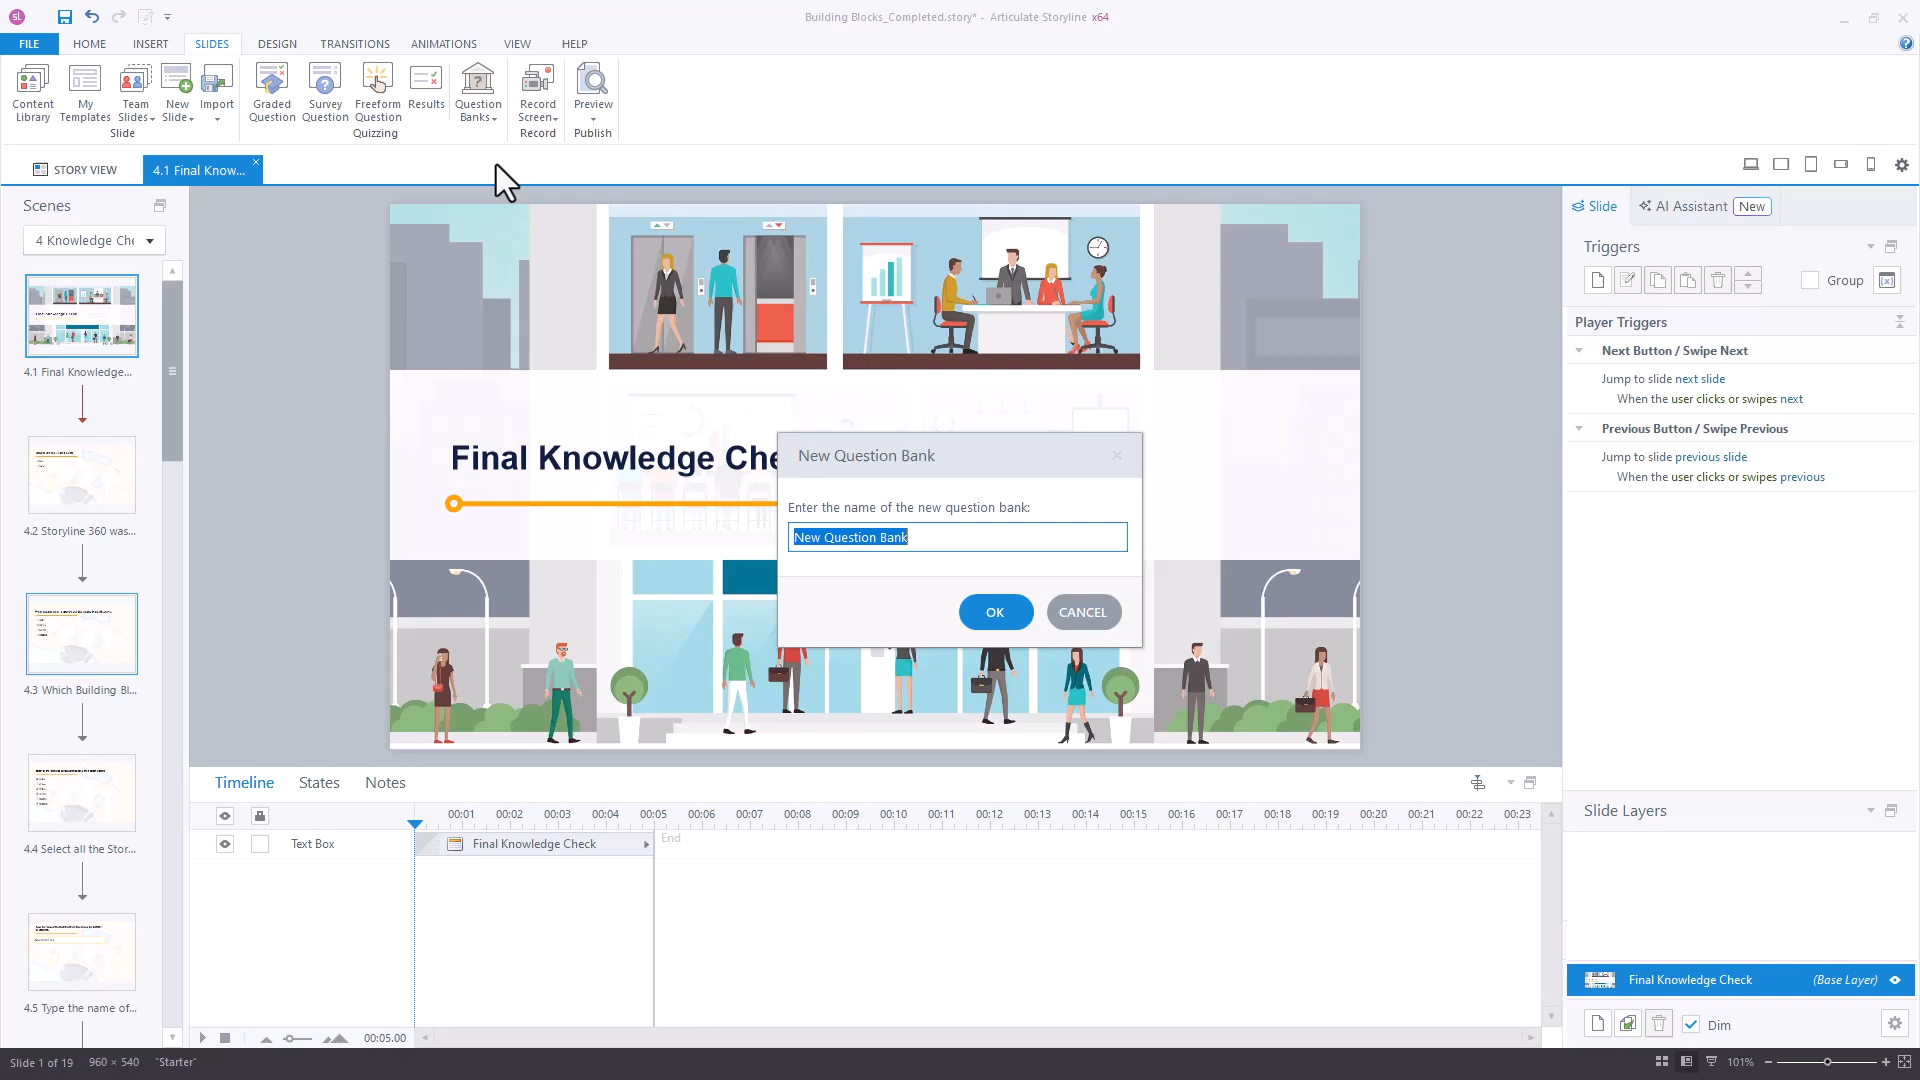 Building Blocks_Completed.story* - Articulate Storyline x64
FILE HOME INSERT SLIDES DESIGN TRANSITIONS ANIMATIONS VIEW HELP
Content Library
My Templates
Team Slides
New Slide
Import
Graded Question
Survey Question
Freeform Question
Results
Question Banks
Record Screen
Preview
Slide
Quizzing
Record
Publish
STORY VIEW
4.1 Final Know...
Scenes
4 Knowledge Che
4.1 Final Knowledge...
4.2 Storyline 360 was...
4.3 Which Building Bl...
4.4 Select all the Stor...
4.5 Type the name of...
Final Knowledge Che
New Question Bank
Enter the name of the new question bank:
New Question Bank
OK
CANCEL
Slide
AI Assistant New
Triggers
Group
Player Triggers
Next Button / Swipe Next
Jump to slide next slide
When the user clicks or swipes next
Previous Button / Swipe Previous
Jump to slide previous slide
When the user clicks or swipes previous
Timeline States Notes
00:01 00:02 00:03 00:04 00:05 00:06 00:07 00:08 00:09 00:10 00:11 00:12 00:13 00:14 00:15 00:16 00:17 00:18 00:19 00:20 00:21 00:22 00:23
Text Box
Final Knowledge Check
End
00:05.00
Slide Layers
Final Knowledge Check (Base Layer)
Dim
Slide 1 of 19 960 × 540 "Starter"
101%